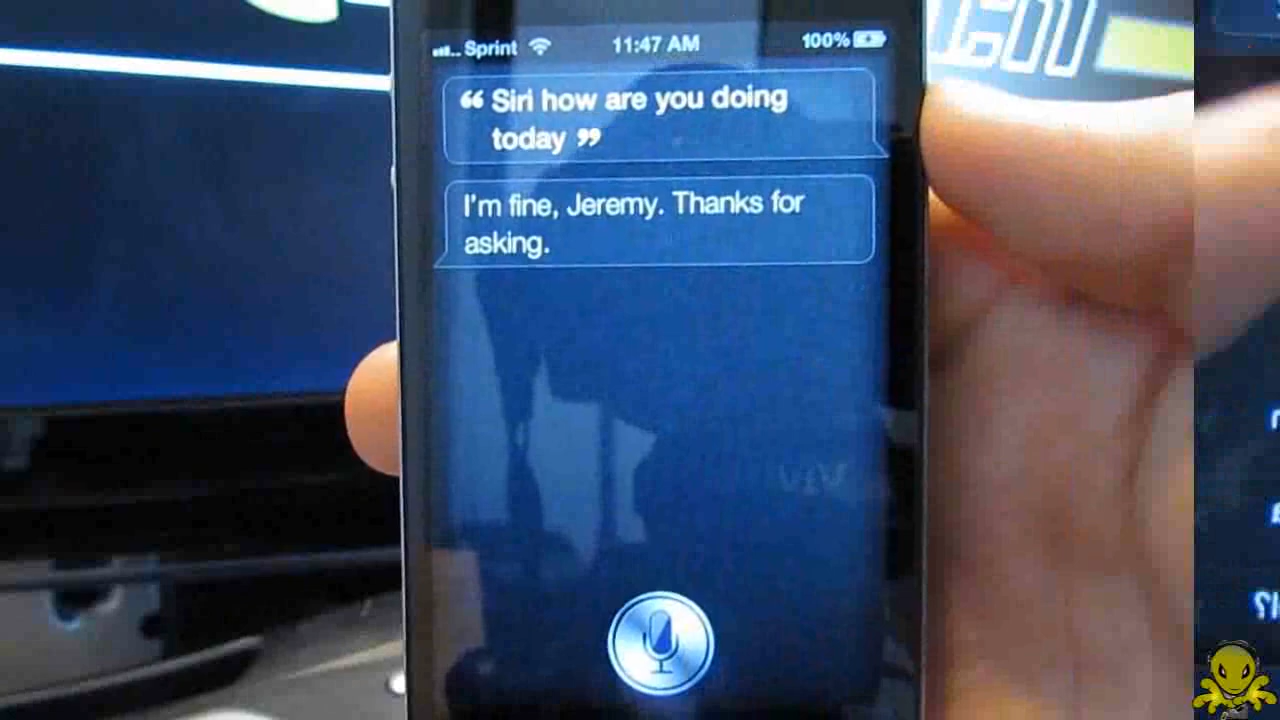 Sprint 11:47 AM 100%
“ Siri how are you doing
today ”
I'm fine, Jeremy. Thanks for
asking.